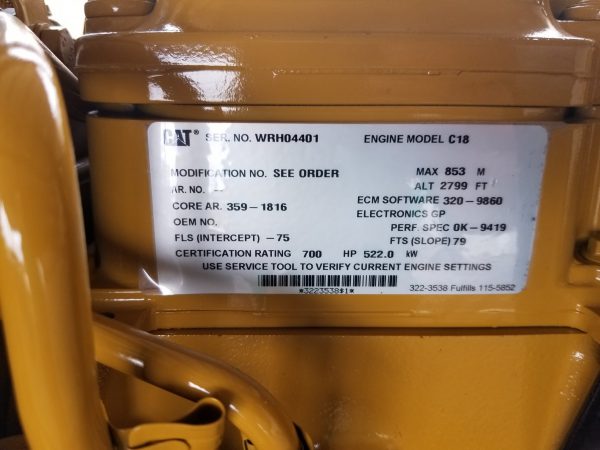 CAT® SER. NO. WRH04401 ENGINE MODEL C18
MODIFICATION NO. SEE ORDER MAX 853 M
AR. NO. ALT 2799 FT
CORE AR. 359-1816 ECM SOFTWARE 320-9860
OEM NO. ELECTRONICS GP
PERF. SPEC 0K-9419
FLS (INTERCEPT) -75 FTS (SLOPE) 79
CERTIFICATION RATING 700 HP 522.0 kW
USE SERVICE TOOL TO VERIFY CURRENT ENGINE SETTINGS
*3223538$1*
322-3538 Fulfills 115-5852